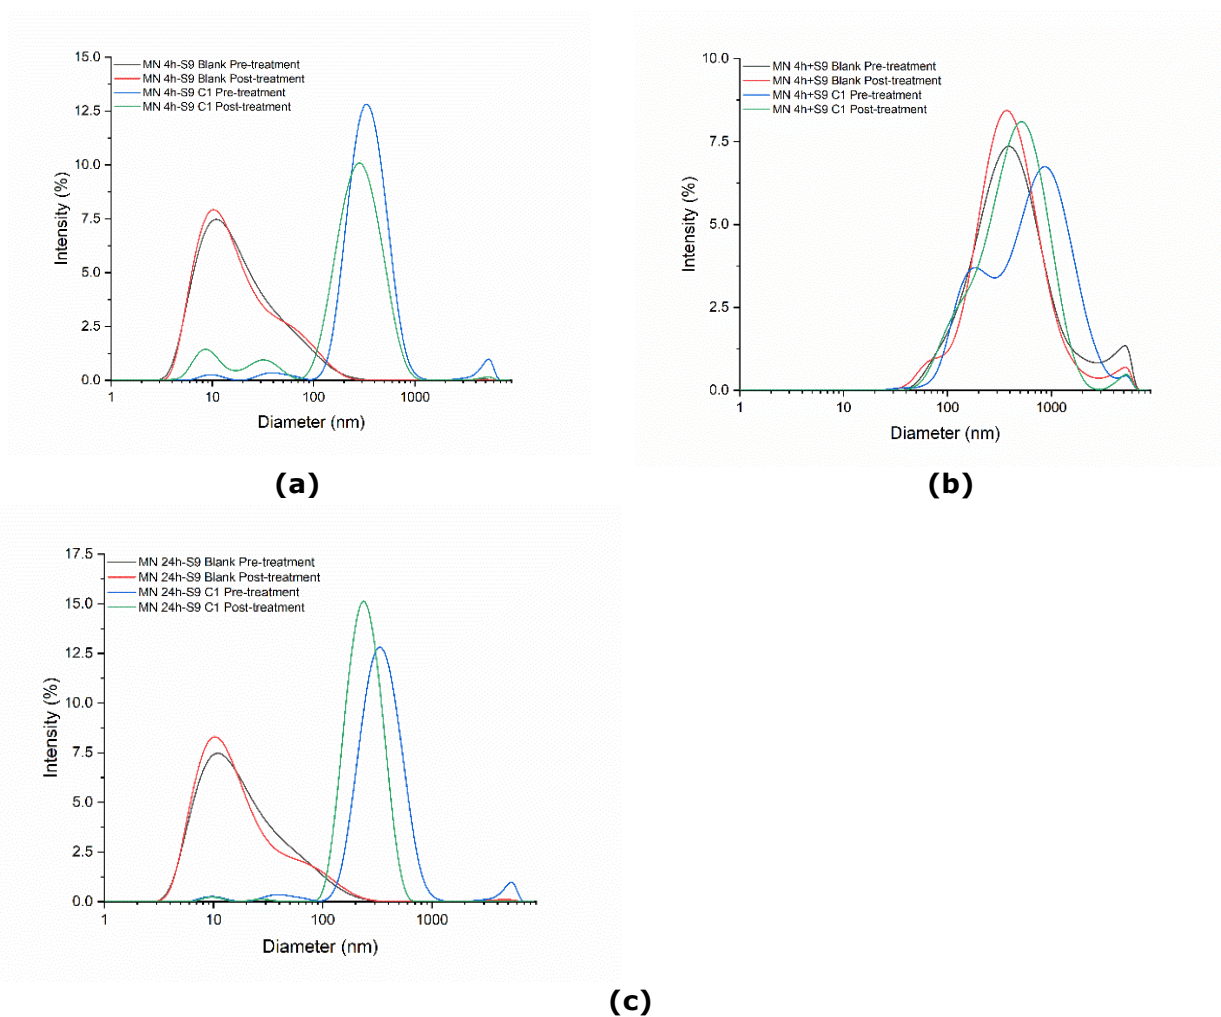 MN 4h-S9 Blank Pre-treatment
MN 4h-S9 Blank Post-treatment
MN 4h-S9 C1 Pre-treatment
MN 4h-S9 C1 Post-treatment
15.0
12.5
10.0
7.5
5.0
2.5
0.0
Intensity (%)
1 10 100 1000
Diameter (nm)
(a)
MN 4h+S9 Blank Pre-treatment
MN 4h+S9 Blank Post-treatment
MN 4h+S9 C1 Pre-treatment
MN 4h+S9 C1 Post-treatment
10.0
7.5
5.0
2.5
0.0
Intensity (%)
1 10 100 1000
Diameter (nm)
(b)
MN 24h-S9 Blank Pre-treatment
MN 24h-S9 Blank Post-treatment
MN 24h-S9 C1 Pre-treatment
MN 24h-S9 C1 Post-treatment
17.5
15.0
12.5
10.0
7.5
5.0
2.5
0.0
Intensity (%)
1 10 100 1000
Diameter (nm)
(c)